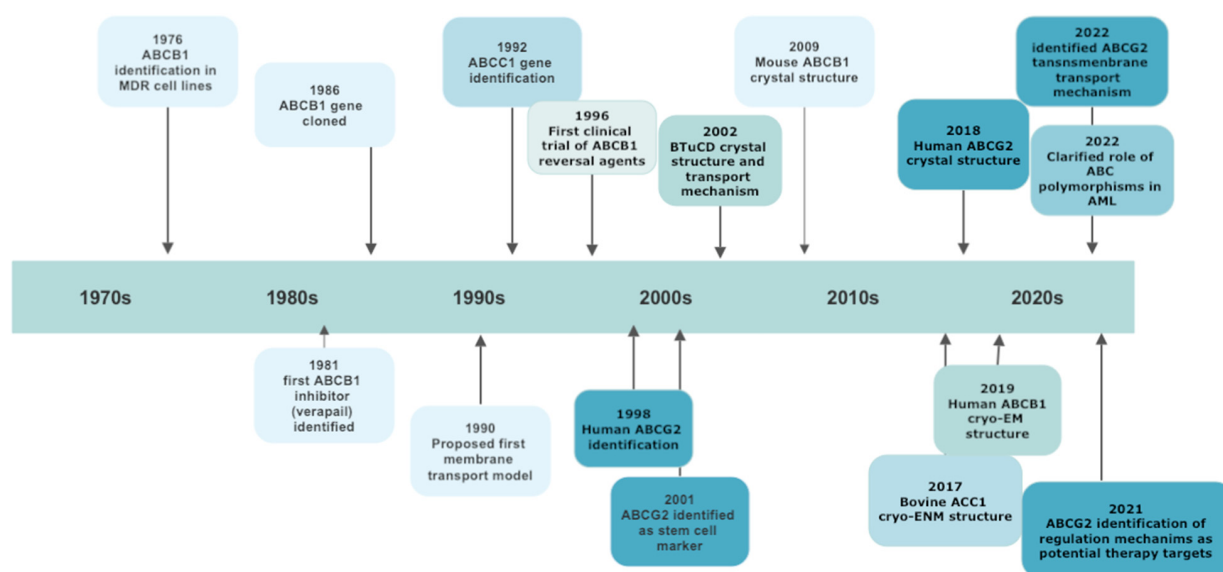 1976
ABCB1
identification in
MDR cell lines
1986
ABCB1 gene
cloned
1992
ABCC1 gene
identification
1996
First clinical
trial of ABCB1
reversal agents
2002
BTuCD crystal
structure and
transport
mechanism
2009
Mouse ABCB1
crystal structure
2018
Human ABCG2
crystal structure
2022
identified ABCG2
tansnsmenbrane
transport
mechanism
2022
Clarified role of
ABC
polymorphisms in
AML
1970s
1980s
1990s
2000s
2010s
2020s
1981
first ABCB1
inhibitor
(verapail)
identified
1990
Proposed first
membrane
transport model
1998
Human ABCG2
identification
2001
ABCG2 identified
as stem cell
marker
2019
Human ABCB1
cryo-EM
structure
2017
Bovine ACC1
cryo-ENM structure
2021
ABCG2 identification of
regulation mechanims as
potential therapy targets